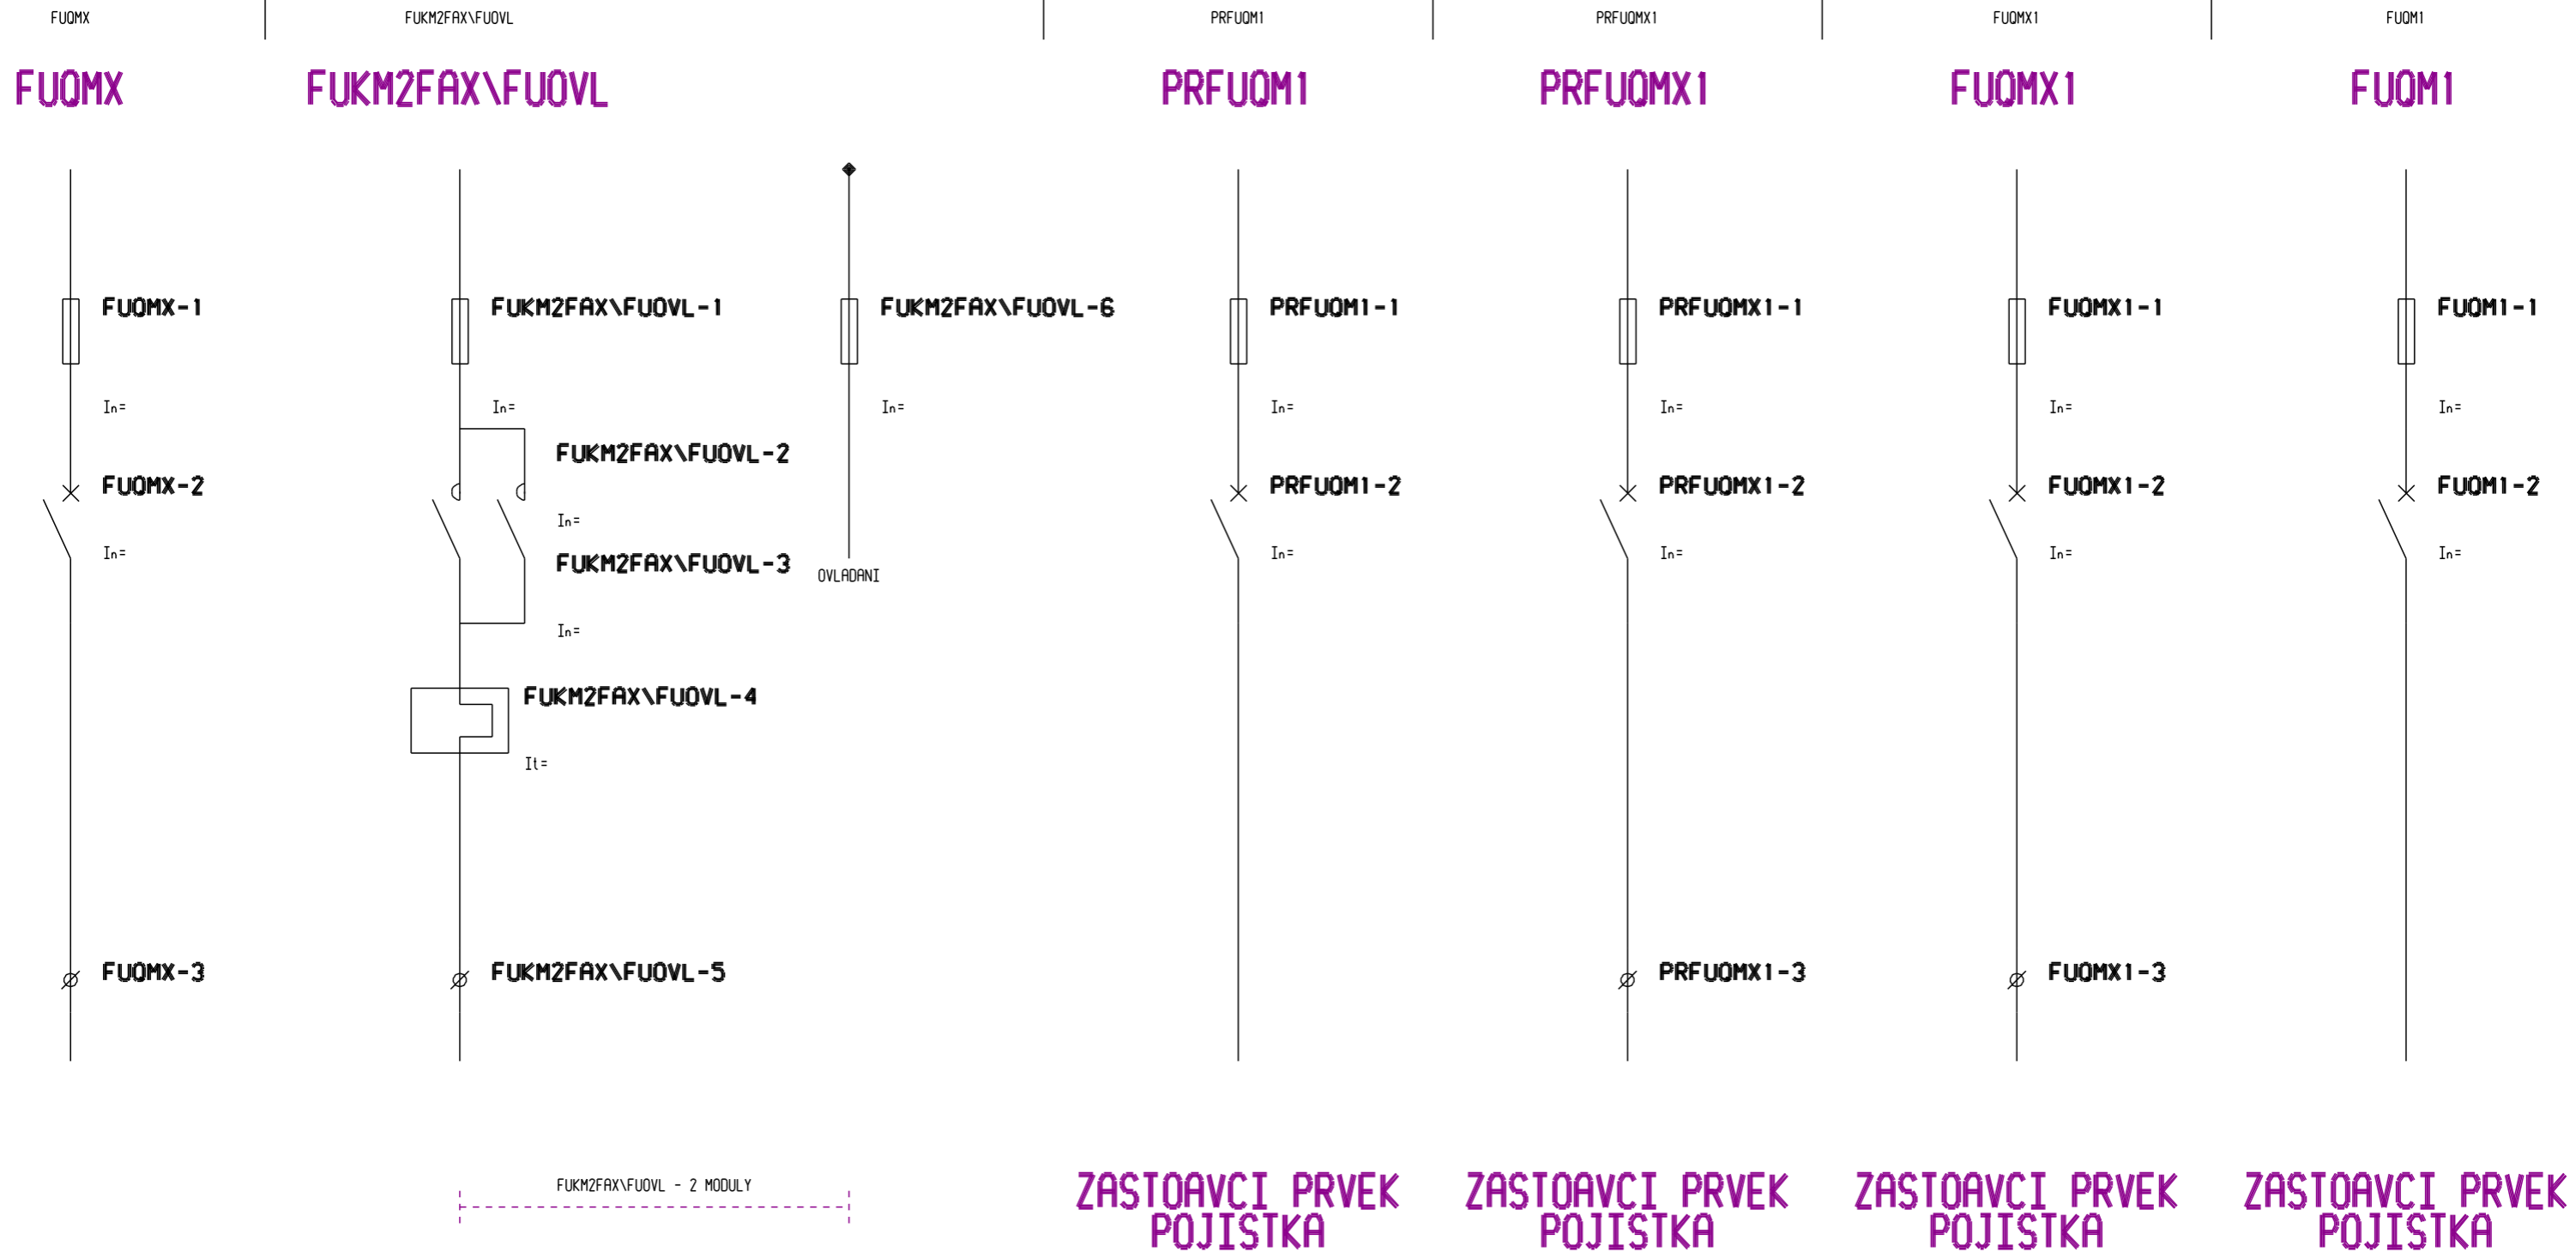 FUQMX
FUKM2FAX\FUOVL
PRFUQM1
PRFUQMX1
FUQMX1
FUQM1
FUQMX
FUKM2FAX\FUOVL
PRFUQM1
PRFUQMX1
FUQMX1
FUQM1
FUQMX-1
FUKM2FAX\FUOVL-1
FUKM2FAX\FUOVL-6
PRFUQM1-1
PRFUQMX1-1
FUQMX1-1
FUQM1-1
In=
In=
In=
In=
In=
In=
In=
FUKM2FAX\FUOVL-2
FUQMX-2
PRFUQM1-2
PRFUQMX1-2
FUQMX1-2
FUQM1-2
In=
In=
In=
In=
In=
In=
FUKM2FAX\FUOVL-3
OVLADANI
In=
FUKM2FAX\FUOVL-4
It=
FUQMX-3
FUKM2FAX\FUOVL-5
PRFUQMX1-3
FUQMX1-3
FUKM2FAX\FUOVL - 2 MODULY
ZASTOAVCI PRVEK
POJISTKA
ZASTOAVCI PRVEK
POJISTKA
ZASTOAVCI PRVEK
POJISTKA
ZASTOAVCI PRVEK
POJISTKA